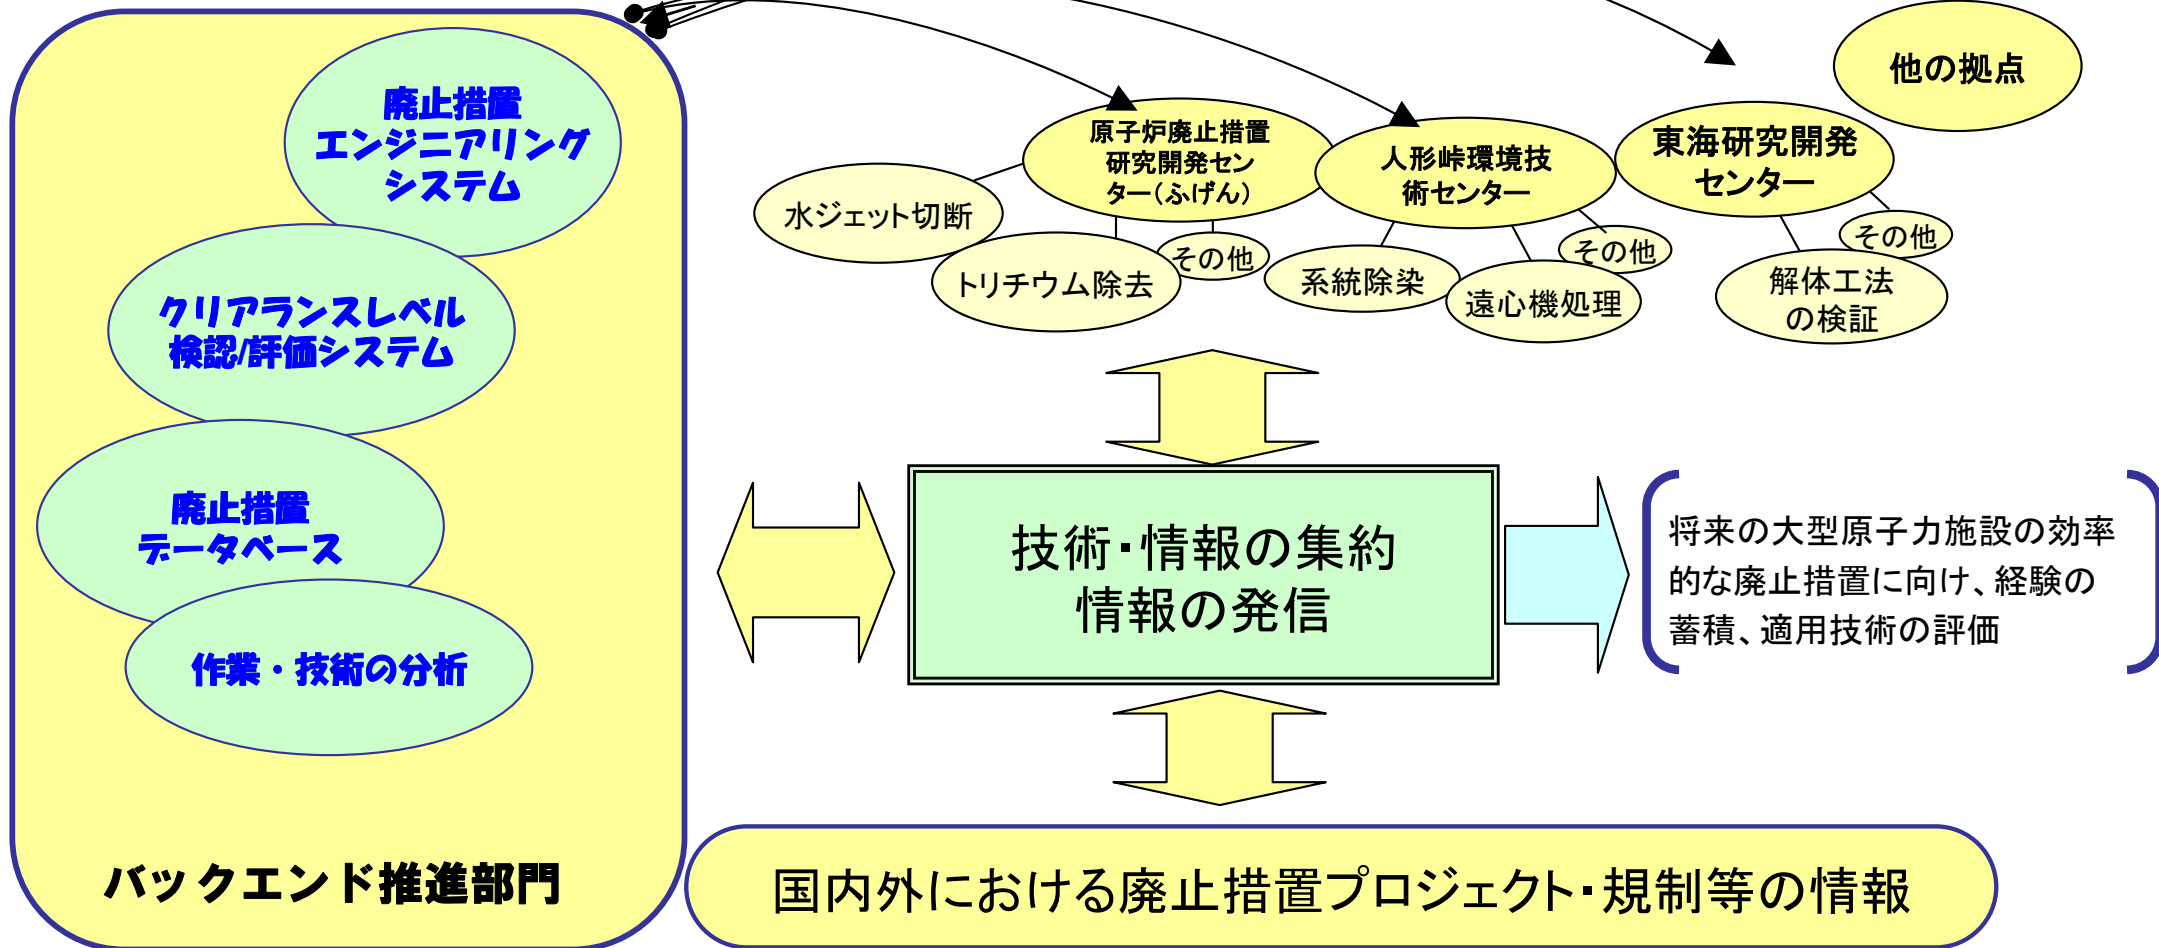 廃止措置
エンジニアリング
システム
クリアランスレベル
検認/評価システム
廃止措置
データベース
作業・技術の分析
バックエンド推進部門
他の拠点
原子炉廃止措置
研究開発セン
ター(ふげん)
水ジェット切断
トリチウム除去
その他
人形峠環境技
術センター
系統除染
遠心機処理
その他
東海研究開発
センター
解体工法
の検証
その他
技術・情報の集約
情報の発信
将来の大型原子力施設の効率
的な廃止措置に向け、経験の
蓄積、適用技術の評価
国内外における廃止措置プロジェクト・規制等の情報